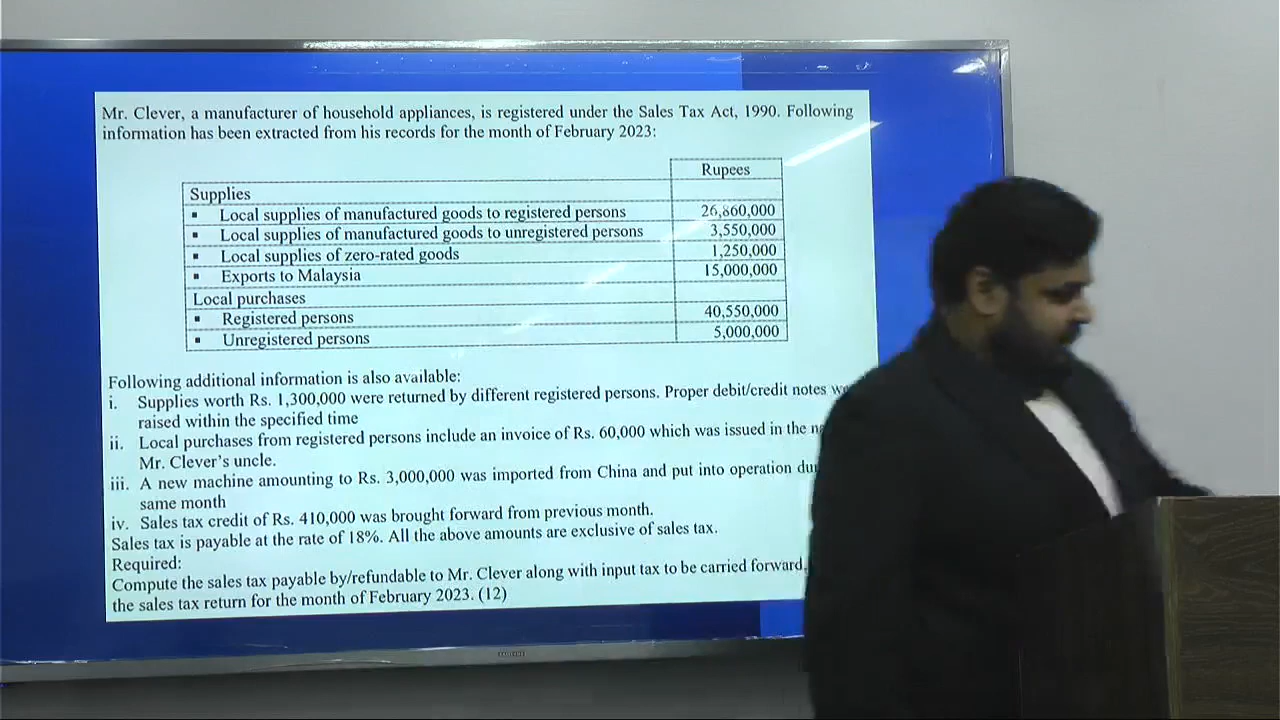 Mr. Clever, a manufacturer of household appliances, is registered under the Sales Tax Act, 1990. Following
information has been extracted from his records for the month of February 2023:
Rupees
Supplies
▪ Local supplies of manufactured goods to registered persons 26,860,000
▪ Local supplies of manufactured goods to unregistered persons 3,550,000
▪ Local supplies of zero-rated goods 1,250,000
▪ Exports to Malaysia 15,000,000
Local purchases
▪ Registered persons 40,550,000
▪ Unregistered persons 5,000,000
Following additional information is also available:
i. Supplies worth Rs. 1,300,000 were returned by different registered persons. Proper debit/credit notes
raised within the specified time
ii. Local purchases from registered persons include an invoice of Rs. 60,000 which was issued in the
Mr. Clever's uncle.
iii. A new machine amounting to Rs. 3,000,000 was imported from China and put into operation
same month
iv. Sales tax credit of Rs. 410,000 was brought forward from previous month.
Sales tax is payable at the rate of 18%. All the above amounts are exclusive of sales tax.
Required:
Compute the sales tax payable by/refundable to Mr. Clever along with input tax to be carried forward,
the sales tax return for the month of February 2023. (12)